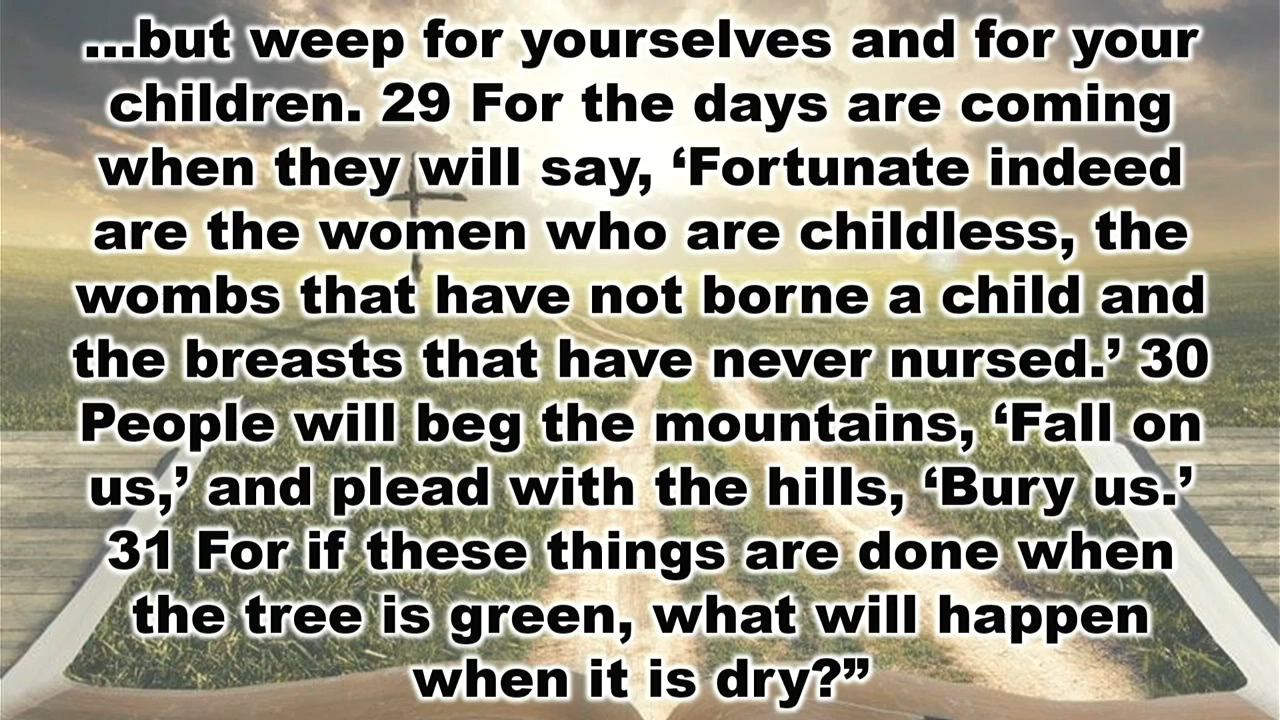 ...but weep for yourselves and for your
children. 29 For the days are coming
when they will say, ‘Fortunate indeed
are the women who are childless, the
wombs that have not borne a child and
the breasts that have never nursed.’ 30
People will beg the mountains, ‘Fall on
us,’ and plead with the hills, ‘Bury us.’
31 For if these things are done when
the tree is green, what will happen
when it is dry?”